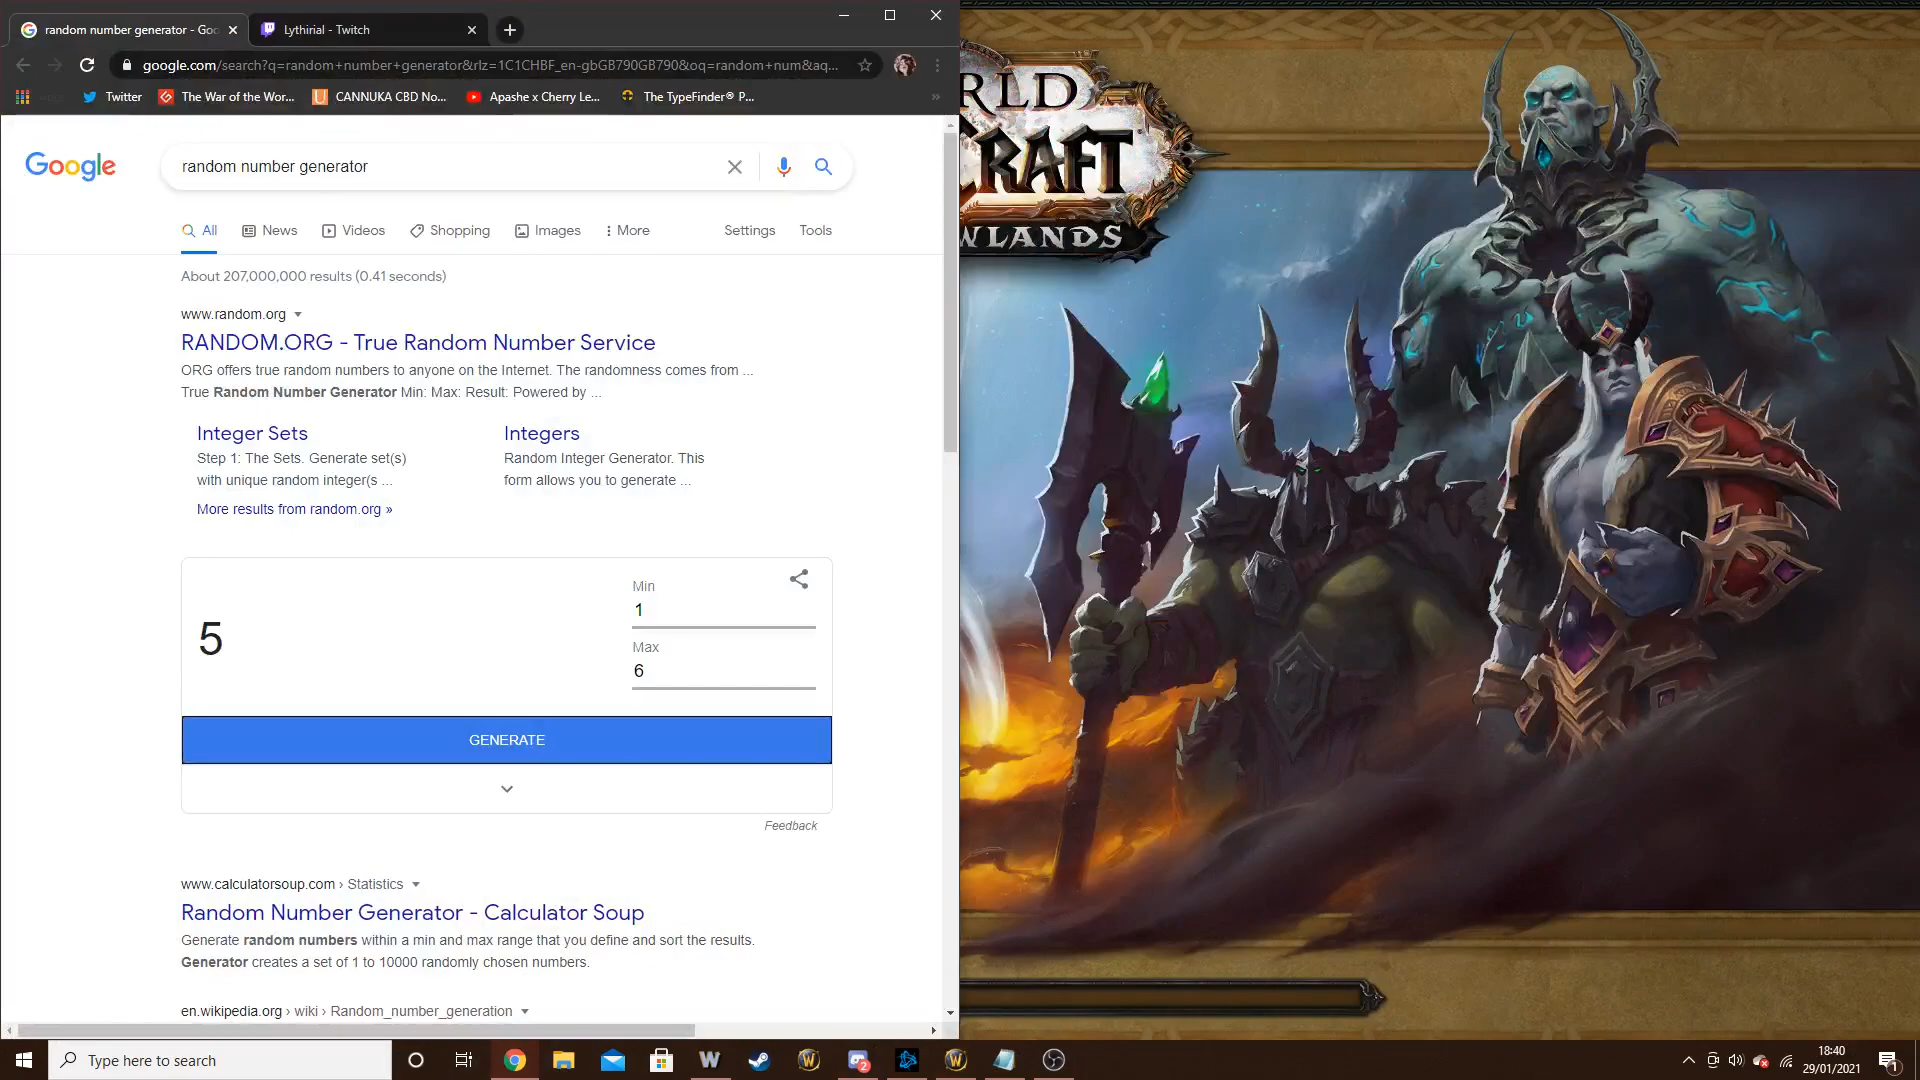 random number generator - Goo
Lythirial - Twitch
google.com/search?q=random+number+generator&rlz=1C1CHBF_en-gbGB790GB790&oq=random+num&aq...
Twitter
The War of the Wor...
CANNUKA CBD No...
Apashe x Cherry Le...
The TypeFinder® P...
»
Google
random number generator
All
News
Videos
Shopping
Images
More
Settings
Tools
About 207,000,000 results (0.41 seconds)
www.random.org
RANDOM.ORG - True Random Number Service
ORG offers true random numbers to anyone on the Internet. The randomness comes from ...
True Random Number Generator Min: Max: Result: Powered by ...
Integer Sets
Step 1: The Sets. Generate set(s)
with unique random integer(s ...
Integers
Random Integer Generator. This
form allows you to generate ...
More results from random.org »
5
Min
1
Max
6
GENERATE
Feedback
www.calculatorsoup.com › Statistics
Random Number Generator - Calculator Soup
Generate random numbers within a min and max range that you define and sort the results.
Generator creates a set of 1 to 10000 randomly chosen numbers.
en.wikipedia.org › wiki › Random_number_generation
RLD
CRAFT
WLANDS
Type here to search
W
W
2
W
18:40
29/01/2021
1